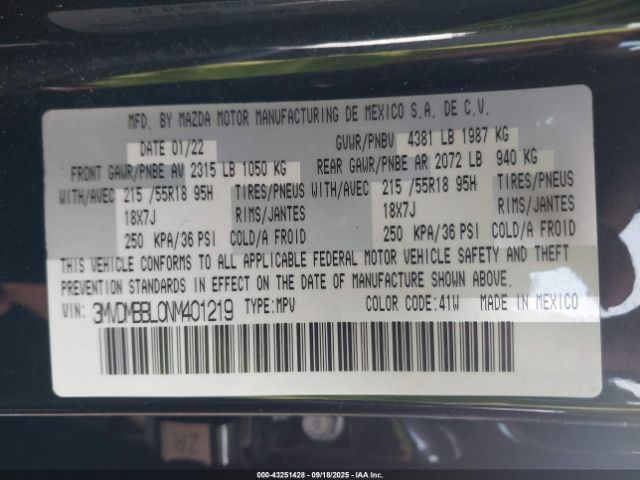 MFD. BY MAZDA MOTOR MANUFACTURING DE MEXICO S.A. DE C.V.
DATE 01/22 GVWR/PNBV 4381 LB 1987 KG
FRONT GAWR/PNBE AV 2315 LB 1050 KG REAR GAWR/PNBE AR 2072 LB 940 KG
WITH/AVEC 215 /55R18 95H TIRES/PNEUS WITH/AVEC 215 /55R18 95H TIRES/PNEUS
18X7J RIMS/JANTES 18X7J RIMS/JANTES
250 KPA/36 PSI COLD/A FROID 250 KPA/36 PSI COLD/A FROID
THIS VEHICLE CONFORMS TO ALL APPLICABLE FEDERAL MOTOR VEHICLE SAFETY AND THEFT
PREVENTION STANDARDS IN EFFECT ON THE DATE OF MANUFACTURE SHOWN ABOVE.
VIN: 3MVDMBBL0NM401219 TYPE:MPV COLOR CODE:41W MADE IN MEXICO
ZR
000-43251428 - 09/18/2025 - IAAI.com